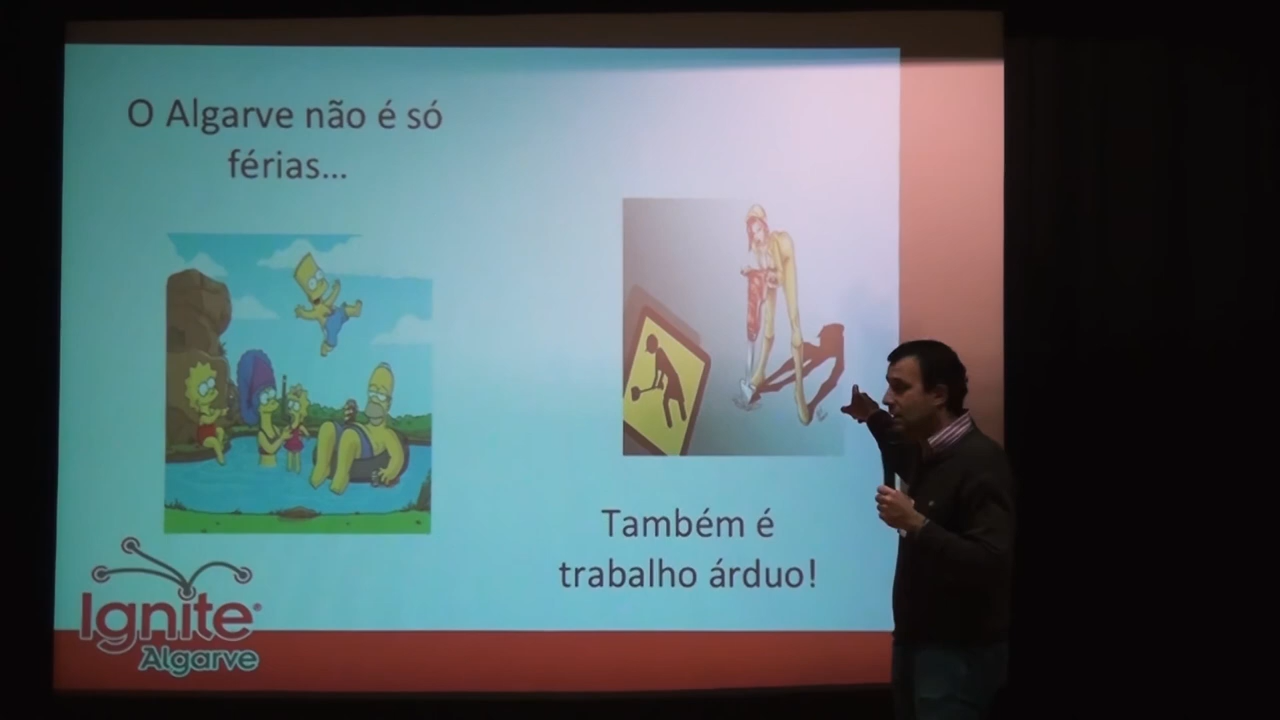 O Algarve não é só
férias...
Também é
trabalho árduo!
Ignite®
Algarve